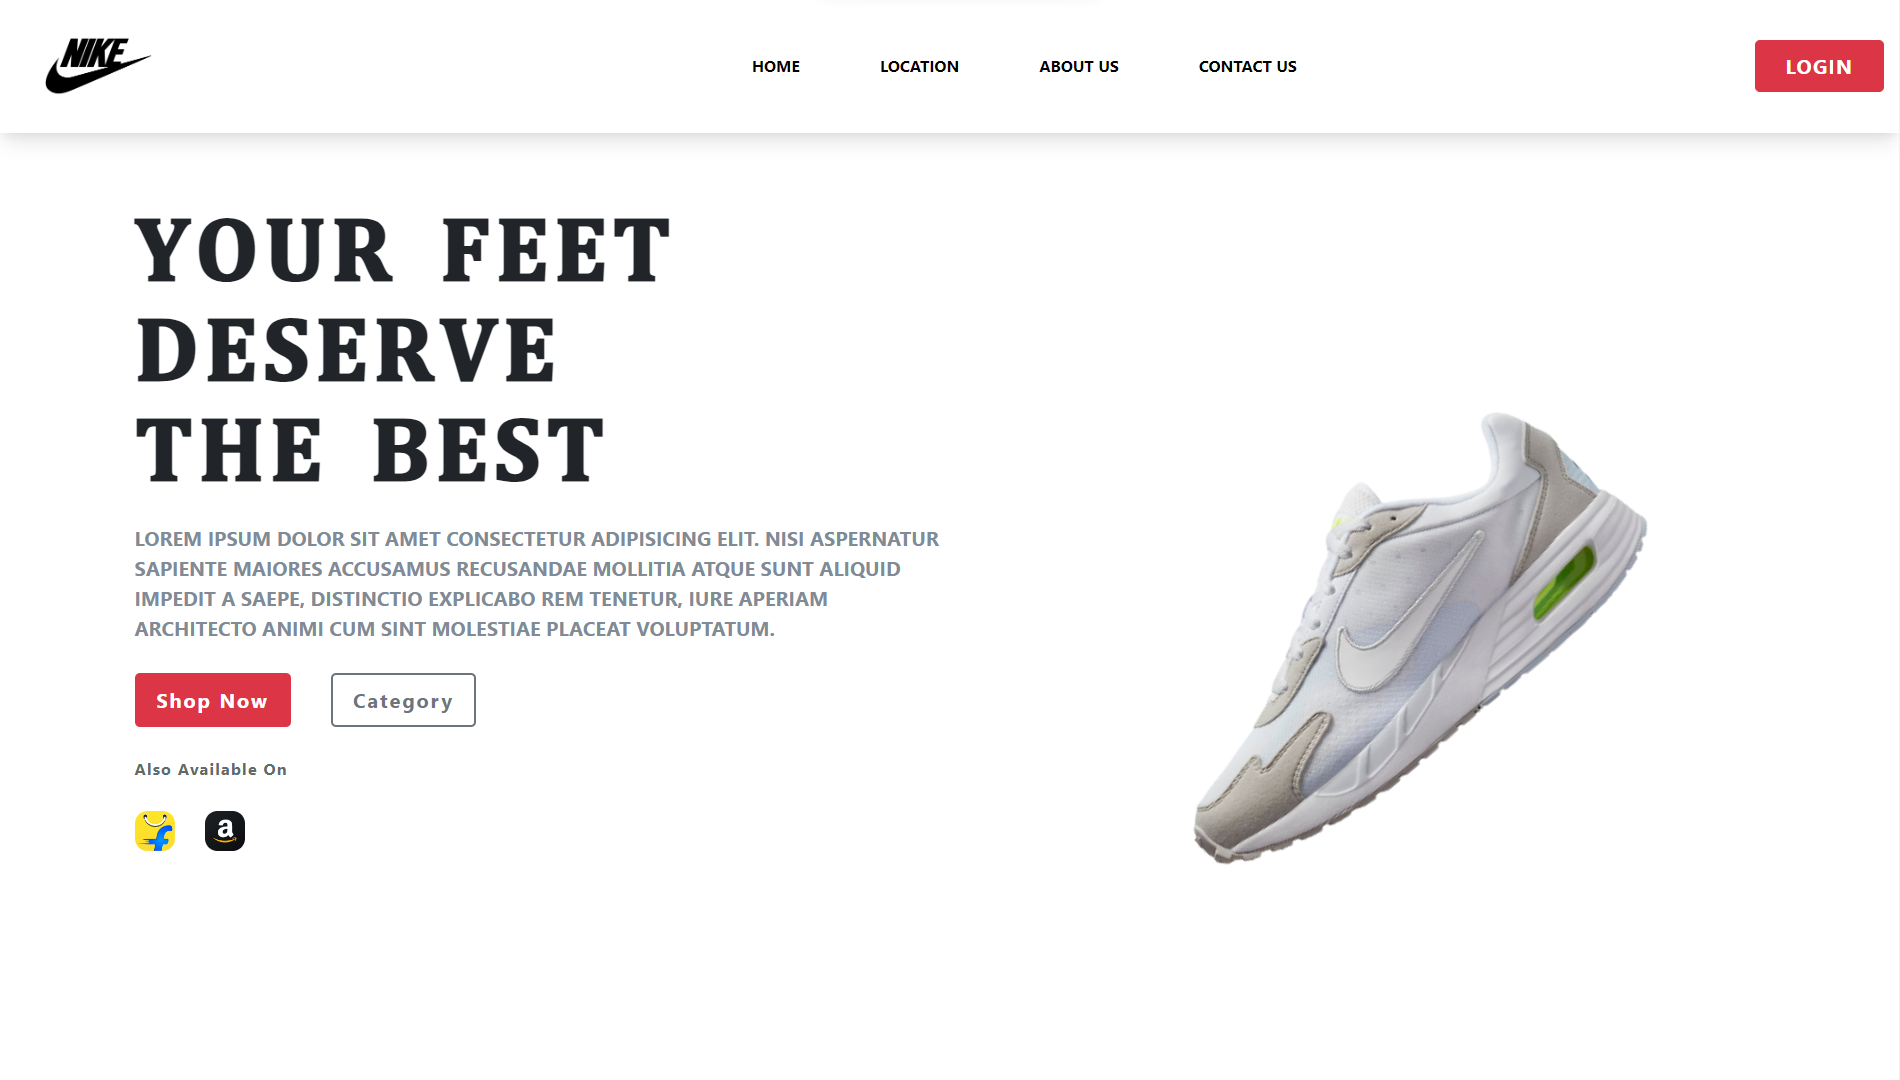 NIKE
HOME
LOCATION
ABOUT US
CONTACT US
LOGIN
YOUR FEET
DESERVE
THE BEST
LOREM IPSUM DOLOR SIT AMET CONSECTETUR ADIPISICING ELIT. NISI ASPERNATUR
SAPIENTE MAIORES ACCUSAMUS RECUSANDAE MOLLITIA ATQUE SUNT ALIQUID
IMPEDIT A SAEPE, DISTINCTIO EXPLICABO REM TENETUR, IURE APERIAM
ARCHITECTO ANIMI CUM SINT MOLESTIAE PLACEAT VOLUPTATUM.
Shop Now
Category
Also Available On
f
a